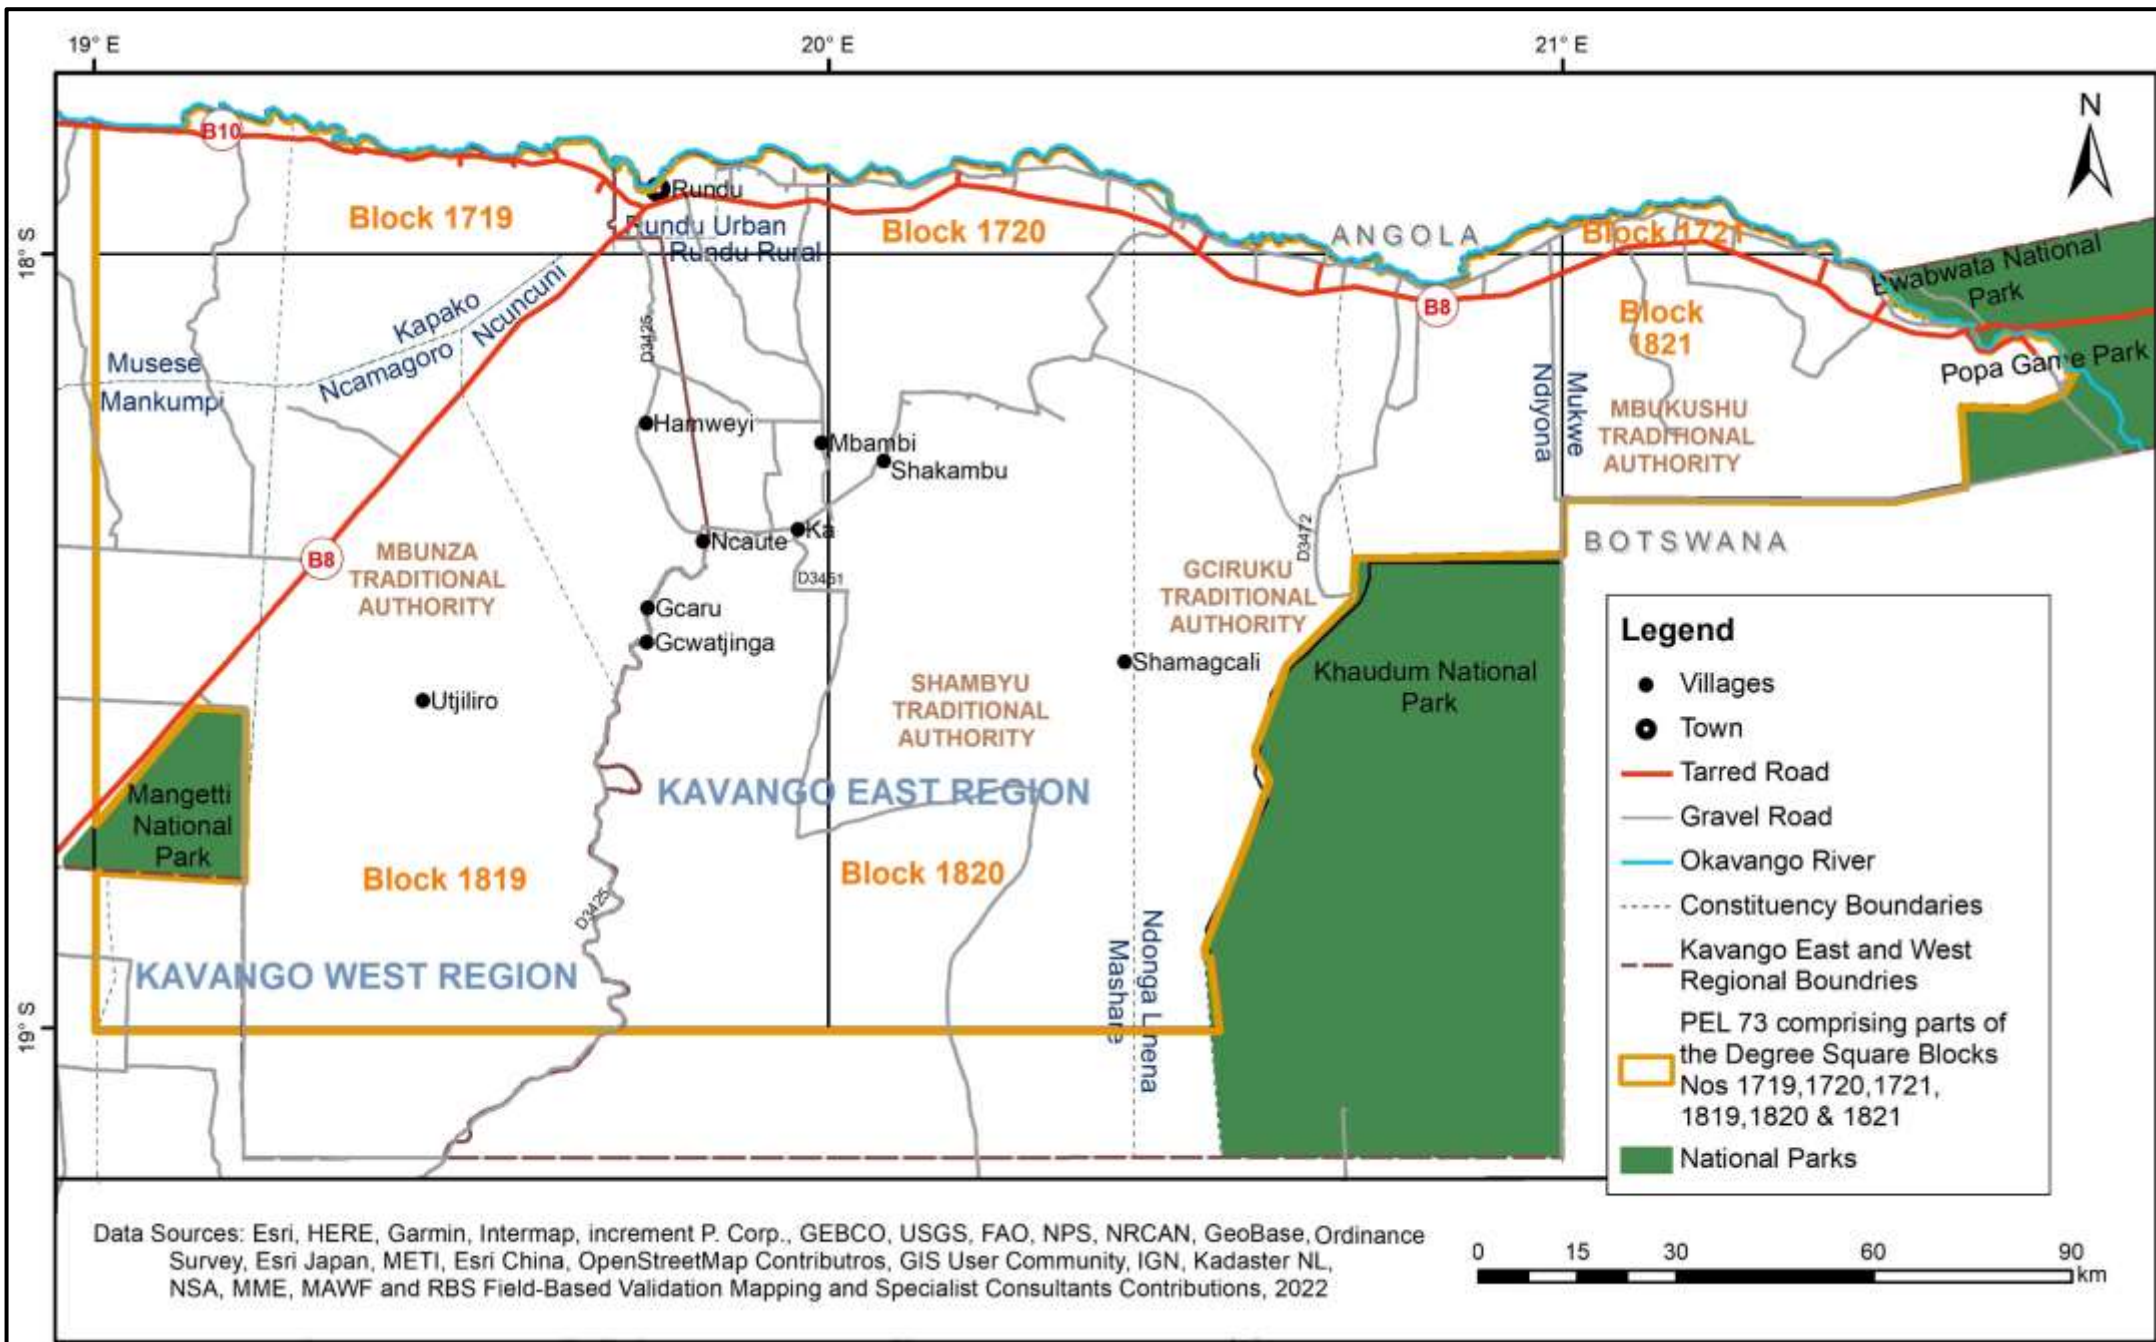 19° E
20° E
21° E
N
B10
Rundu
Block 1719
Rundu Urban
Block 1720
ANGOLA
Block 1721
Rundu Rural
18° S
Bwabwata National
Park
Kapako
Ncuncuni
B8
Block
1821
D3425
Musese
Ncamagoro
Mankumpi
Popa Game Park
Ndiyona
Mukwe
MBUKUSHU
TRADITIONAL
AUTHORITY
Hamweyi
Mbambi
Shakambu
Ka
Ncaute
D3472
BOTSWANA
B8
MBUNZA
TRADITIONAL
AUTHORITY
D3451
GCIRUKU
TRADITIONAL
AUTHORITY
Gcaru
Gcwatjinga
Shamagcali
Khaudum National
Park
Utjiliro
SHAMBYU
TRADITIONAL
AUTHORITY
Mangetti
National
Park
KAVANGO EAST REGION
Block 1819
Block 1820
D3425
KAVANGO WEST REGION
Mashare
Ndonga Linena
19° S
Legend
Villages
Town
Tarred Road
Gravel Road
Okavango River
Constituency Boundaries
Kavango East and West
Regional Boundries
PEL 73 comprising parts of
the Degree Square Blocks
Nos 1719,1720,1721,
1819,1820 & 1821
National Parks
Data Sources: Esri, HERE, Garmin, Intermap, increment P. Corp., GEBCO, USGS, FAO, NPS, NRCAN, GeoBase, Ordinance
Survey, Esri Japan, METI, Esri China, OpenStreetMap Contributros, GIS User Community, IGN, Kadaster NL,
NSA, MME, MAWF and RBS Field-Based Validation Mapping and Specialist Consultants Contributions, 2022
0 15 30 60 90
km